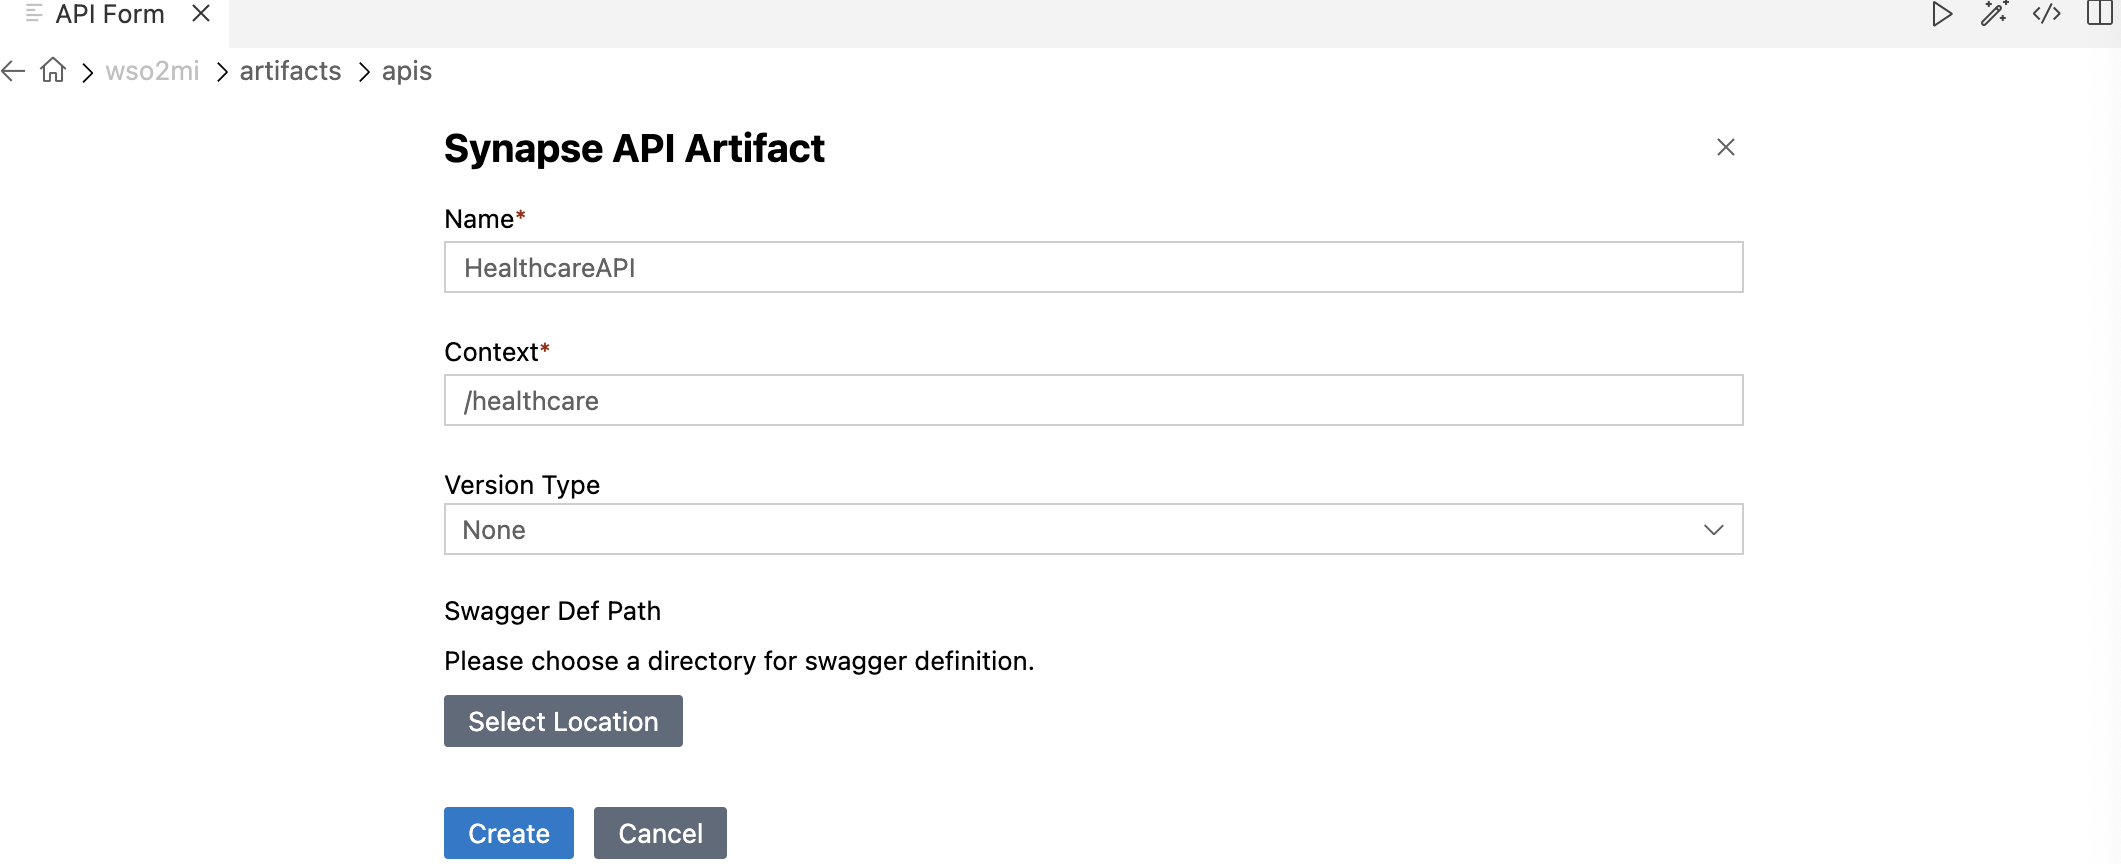 API Form
wso2mi artifacts apis
Synapse API Artifact
Name*
HealthcareAPI
Context*
/healthcare
Version Type
None
Swagger Def Path
Please choose a directory for swagger definition.
Select Location
Create Cancel